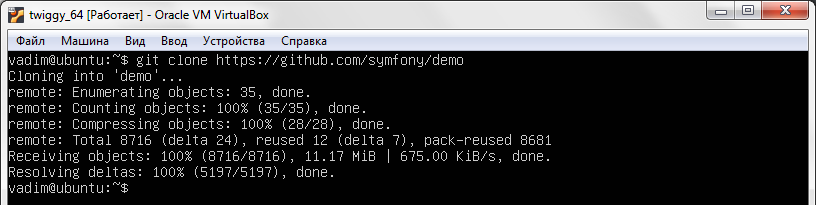 twiggy_64 [Работает] - Oracle VM VirtualBox
Файл Машина Вид Ввод Устройства Справка
vadim@ubuntu:~$ git clone https://github.com/symfony/demo
Cloning into 'demo'...
remote: Enumerating objects: 35, done.
remote: Counting objects: 100% (35/35), done.
remote: Compressing objects: 100% (28/28), done.
remote: Total 8716 (delta 24), reused 12 (delta 7), pack-reused 8681
Receiving objects: 100% (8716/8716), 11.17 MiB | 675.00 KiB/s, done.
Resolving deltas: 100% (5197/5197), done.
vadim@ubuntu:~$